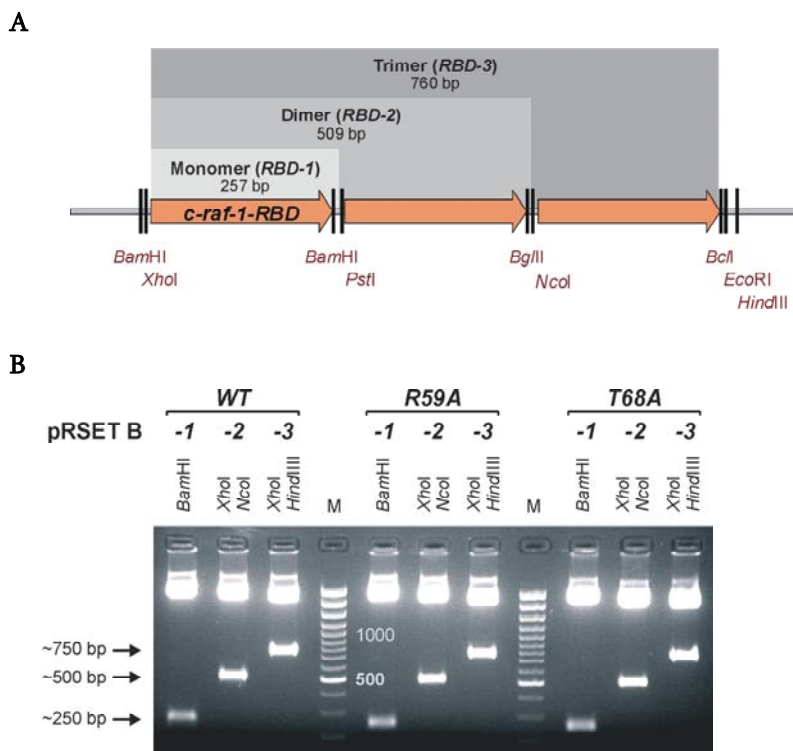 A
Trimer (RBD-3)
760 bp
Dimer (RBD-2)
509 bp
Monomer (RBD-1)
257 bp
c-raf-1-RBD
BamHI BamHI BglII BclI
XhoI PstI NcoI EcoRI
HindIII
B
WT R59A T68A
pRSET B -1 -2 -3 -1 -2 -3 -1 -2 -3
BamHI XhoI NcoI XhoI HindIIII M BamHI XhoI NcoI XhoI HindIIII M BamHI XhoI NcoI XhoI HindIIII
1000
~750 bp
~500 bp 500
~250 bp